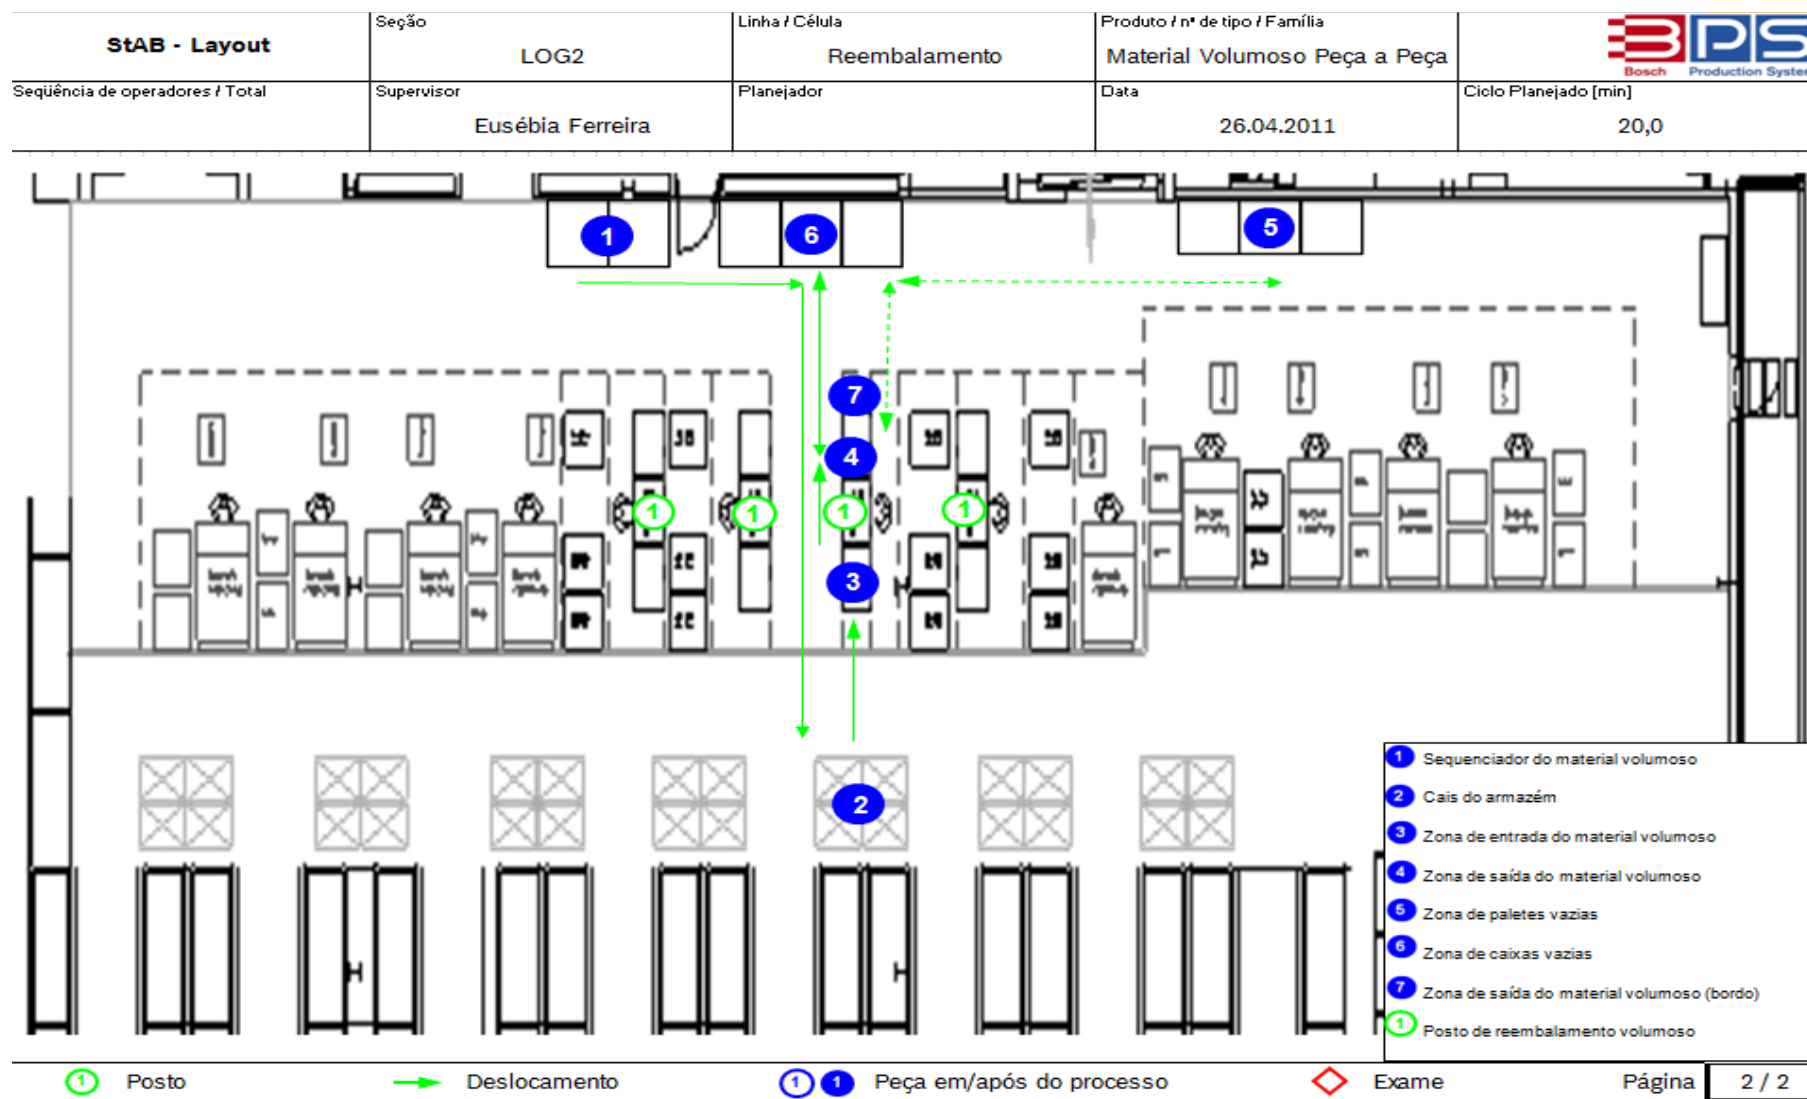 StAB - Layout
Seção
LOG2
Linha / Célula
Reembalamento
Produto / nº de tipo / Família
Material Volumoso Peça a Peça
BPS
Bosch Production System
Seqüência de operadores / Total
Supervisor
Eusébia Ferreira
Planejador
Data
26.04.2011
Ciclo Planejado [min]
20,0
1
6
5
7
4
1
1
1
1
3
2
1 Sequenciador do material volumoso
2 Cais do armazém
3 Zona de entrada do material volumoso
4 Zona de saída do material volumoso
5 Zona de paletes vazias
6 Zona de caixas vazias
7 Zona de saída do material volumoso (bordo)
1 Posto de reembalamento volumoso
1 Posto
Deslocamento
1 1 Peça em/após do processo
Exame
Página 2 / 2